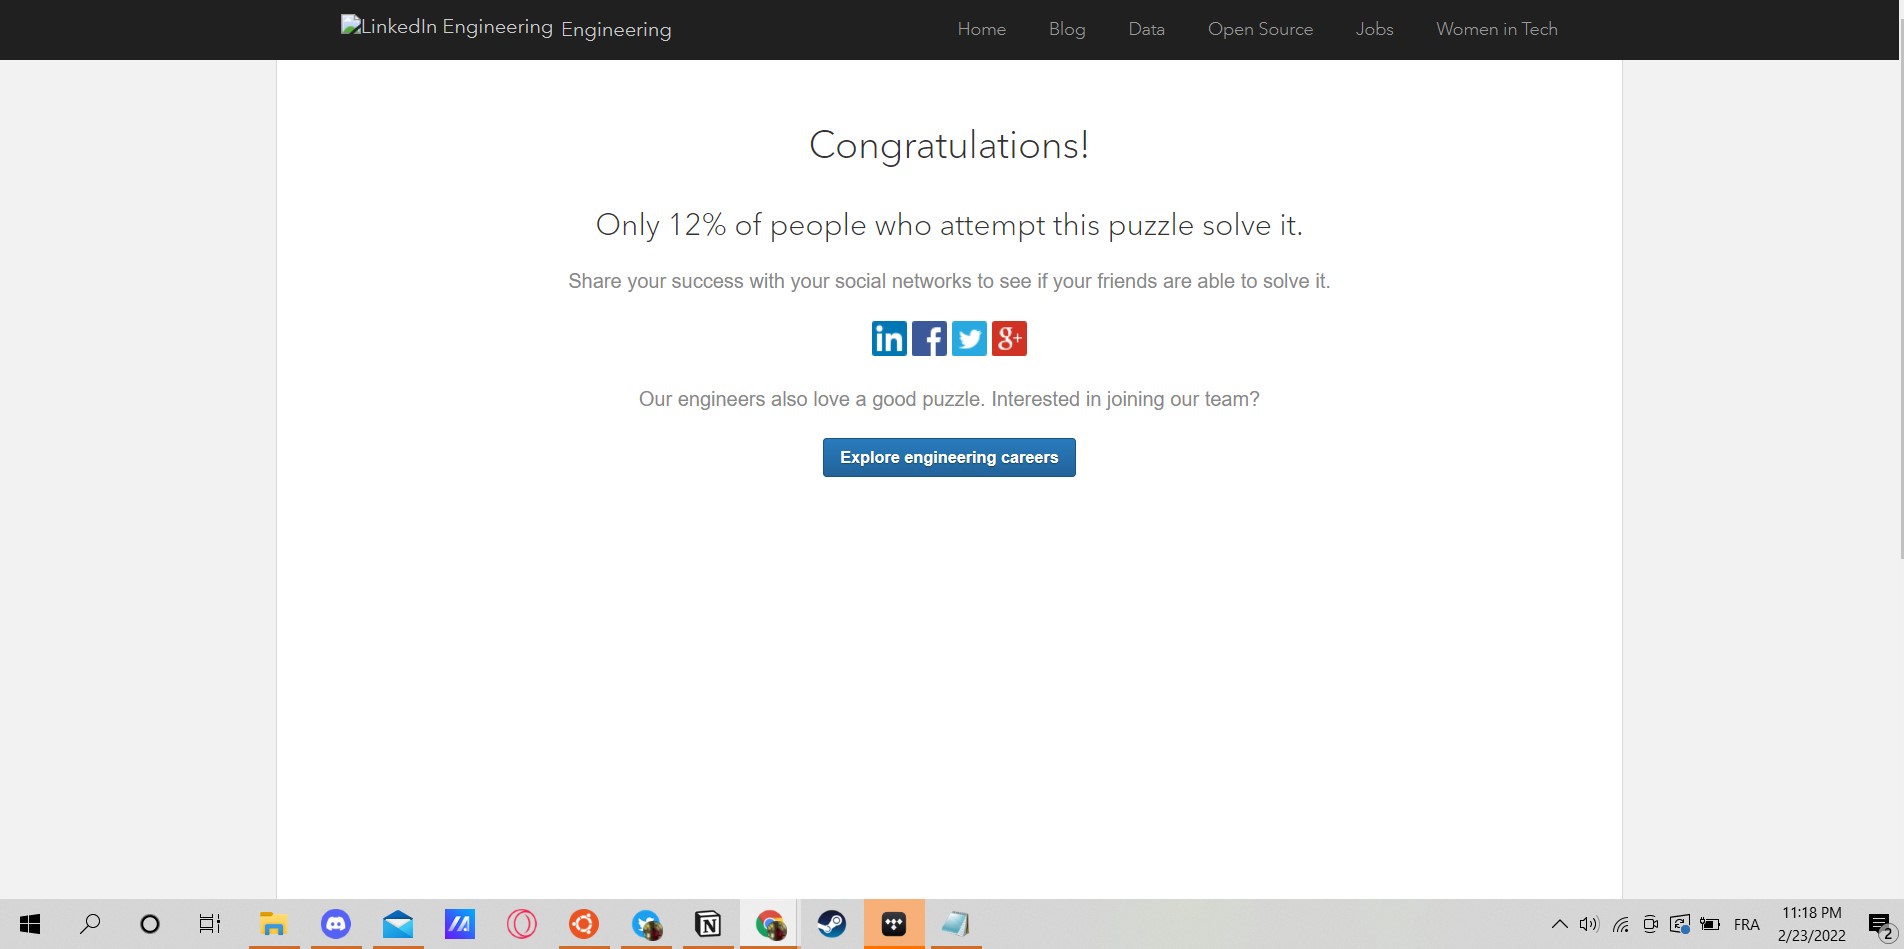 LinkedIn Engineering Engineering Home Blog Data Open Source Jobs Women in Tech
Congratulations!
Only 12% of people who attempt this puzzle solve it.
Share your success with your social networks to see if your friends are able to solve it.
in f g+
Our engineers also love a good puzzle. Interested in joining our team?
Explore engineering careers
N
FRA
11:18 PM
2/23/2022
2